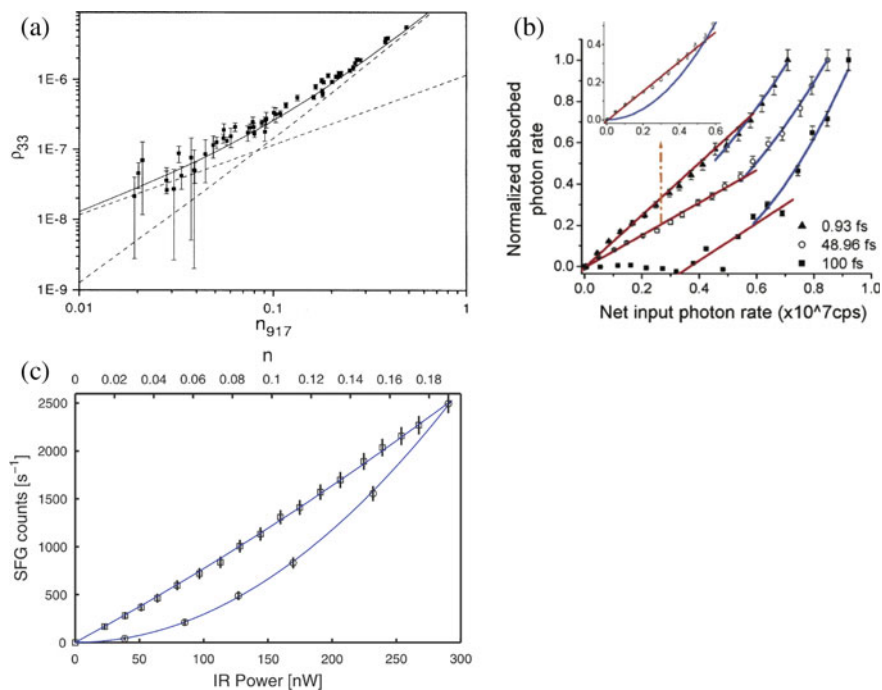 (a)
1E-6
1E-7
1E-8
1E-9
ρ33
0.01
0.1
1
n917
(b)
0.4
0.2
0.0
0.0
0.2
0.4
0.6
1.0
0.8
0.6
0.4
0.2
0.0
Normalized absorbed
photon rate
0.93 fs
48.96 fs
100 fs
0.0
0.2
0.4
0.6
0.8
1.0
Net input photon rate (x10^7cps)
(c)
n
0
0.02
0.04
0.06
0.08
0.1
0.12
0.14
0.16
0.18
2500
2000
1500
1000
500
0
SFG counts [s⁻¹]
0
50
100
150
200
250
300
IR Power [nW]